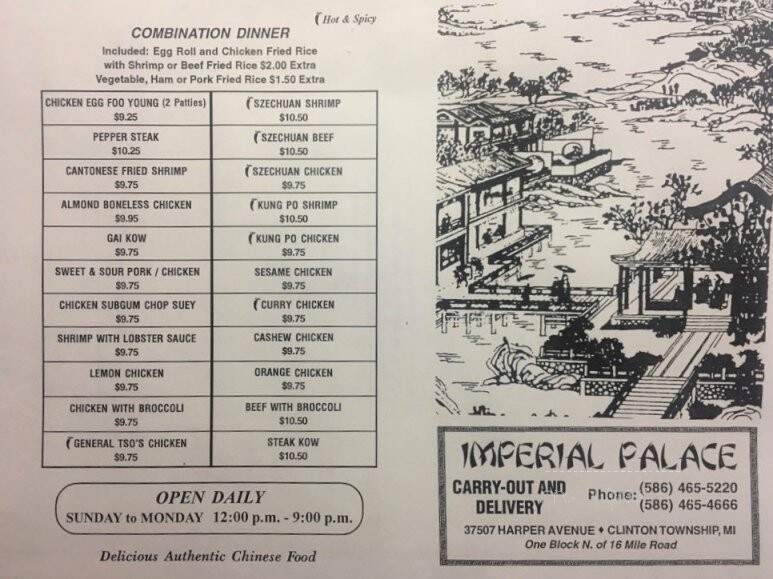 Hot & Spicy
COMBINATION DINNER
Included: Egg Roll and Chicken Fried Rice
with Shrimp or Beef Fried Rice $2.00 Extra
Vegetable, Ham or Pork Fried Rice $1.50 Extra
CHICKEN EGG FOO YOUNG (2 Patties)
$9.25
SZECHUAN SHRIMP
$10.50
PEPPER STEAK
$10.25
SZECHUAN BEEF
$10.50
CANTONESE FRIED SHRIMP
$9.75
SZECHUAN CHICKEN
$9.75
ALMOND BONELESS CHICKEN
$9.95
KUNG PO SHRIMP
$10.50
GAI KOW
$9.75
KUNG PO CHICKEN
$9.75
SWEET & SOUR PORK / CHICKEN
$9.75
SESAME CHICKEN
$9.75
CHICKEN SUBGUM CHOP SUEY
$9.75
CURRY CHICKEN
$9.75
SHRIMP WITH LOBSTER SAUCE
$9.75
CASHEW CHICKEN
$9.75
LEMON CHICKEN
$9.75
ORANGE CHICKEN
$9.75
CHICKEN WITH BROCCOLI
$9.75
BEEF WITH BROCCOLI
$10.50
GENERAL TSO'S CHICKEN
$9.75
STEAK KOW
$10.50
OPEN DAILY
SUNDAY to MONDAY 12:00 p.m. - 9:00 p.m.
Delicious Authentic Chinese Food
IMPERIAL PALACE
CARRY-OUT AND
DELIVERY
Phone: (586) 465-5220
(586) 465-4666
37507 HARPER AVENUE ♦ CLINTON TOWNSHIP, MI
One Block N. of 16 Mile Road